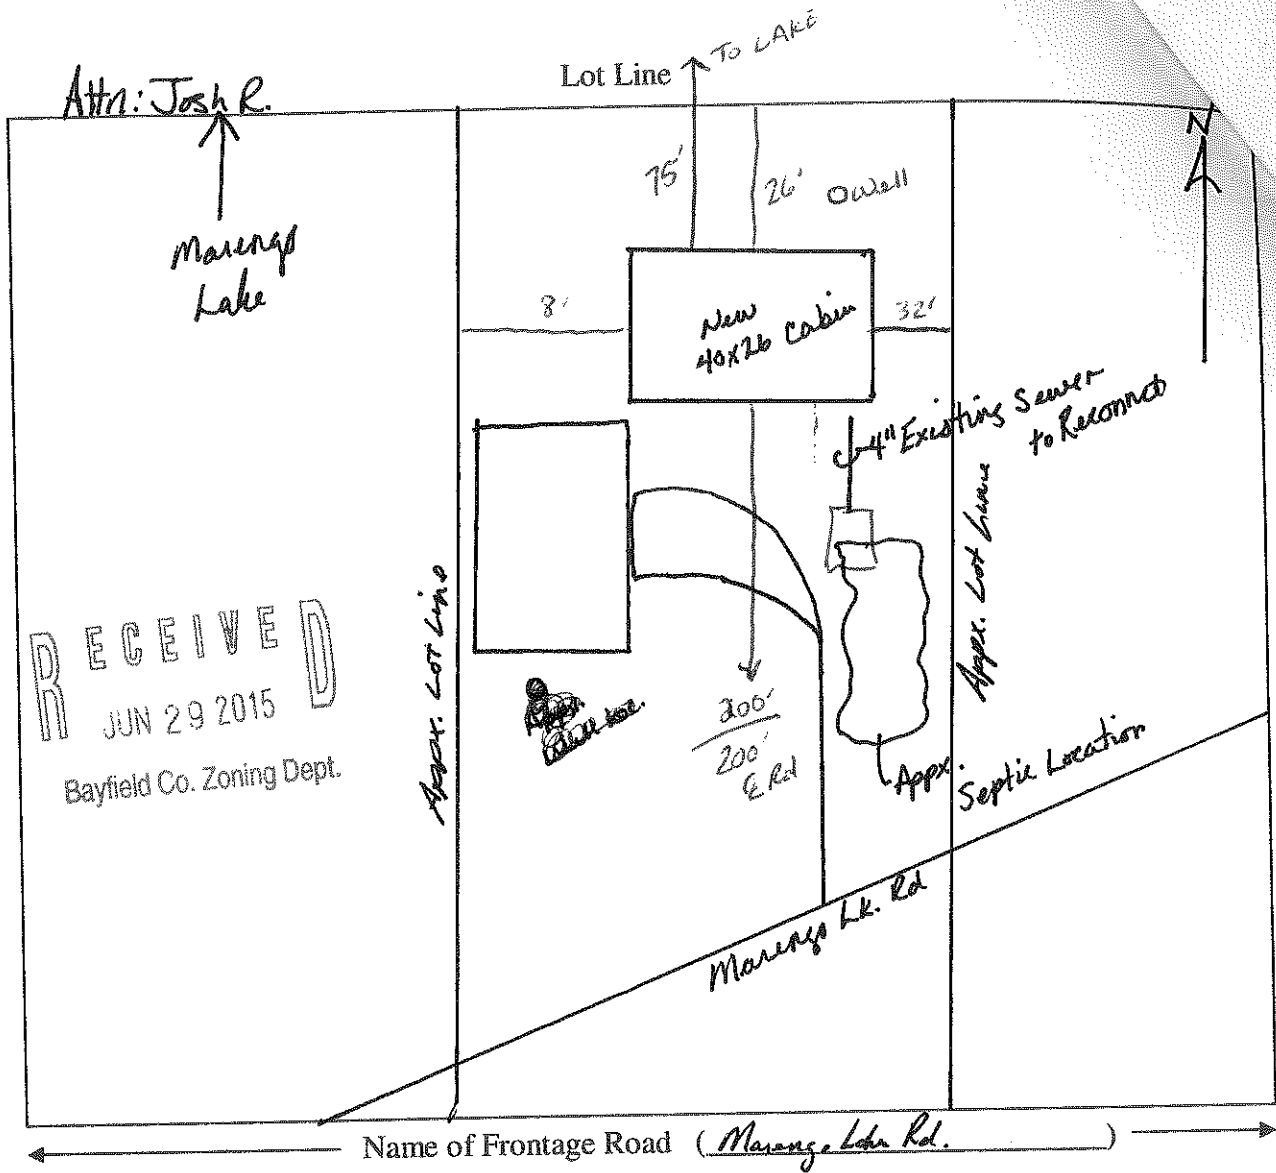 To LAKE
Lot Line
Attn: Josh R.
N
75'
26'
O Well
Marengo
Lake
8'
New
40x26 Cabin
32'
4" Existing Sewer
to Reconnect
Appx. Lot Line
Appx. Lot Line
RECEIVED
JUN 29 2015
Bayfield Co. Zoning Dept.
200'
200'
℄ Rd
Appx.
Septic Location
Marengo Lk. Rd
Name of Frontage Road ( Marengo Lake Rd. )